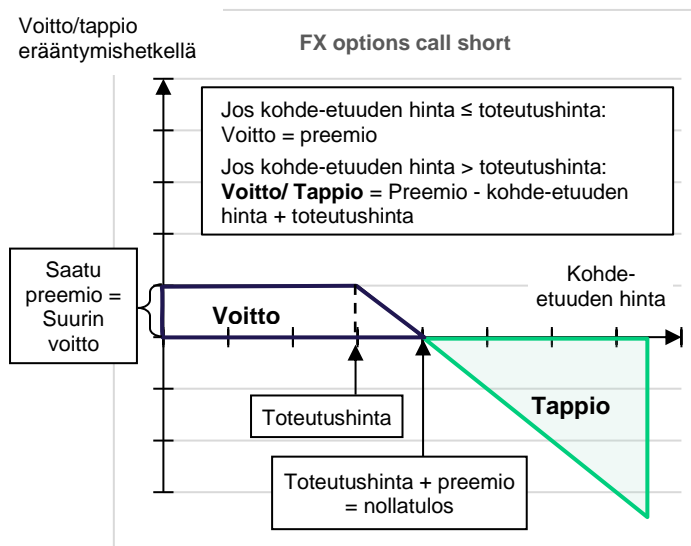 Voitto/tappio
erääntymishetkellä
FX options call short
Jos kohde-etuuden hinta ≤ toteutushinta:
Voitto = preemio
Jos kohde-etuuden hinta > toteutushinta:
Voitto/ Tappio = Preemio - kohde-etuuden
hinta + toteutushinta
Saatu
preemio =
Suurin
voitto
Kohde-
etuuden hinta
Voitto
Toteutushinta
Tappio
Toteutushinta + preemio
= nollatulos